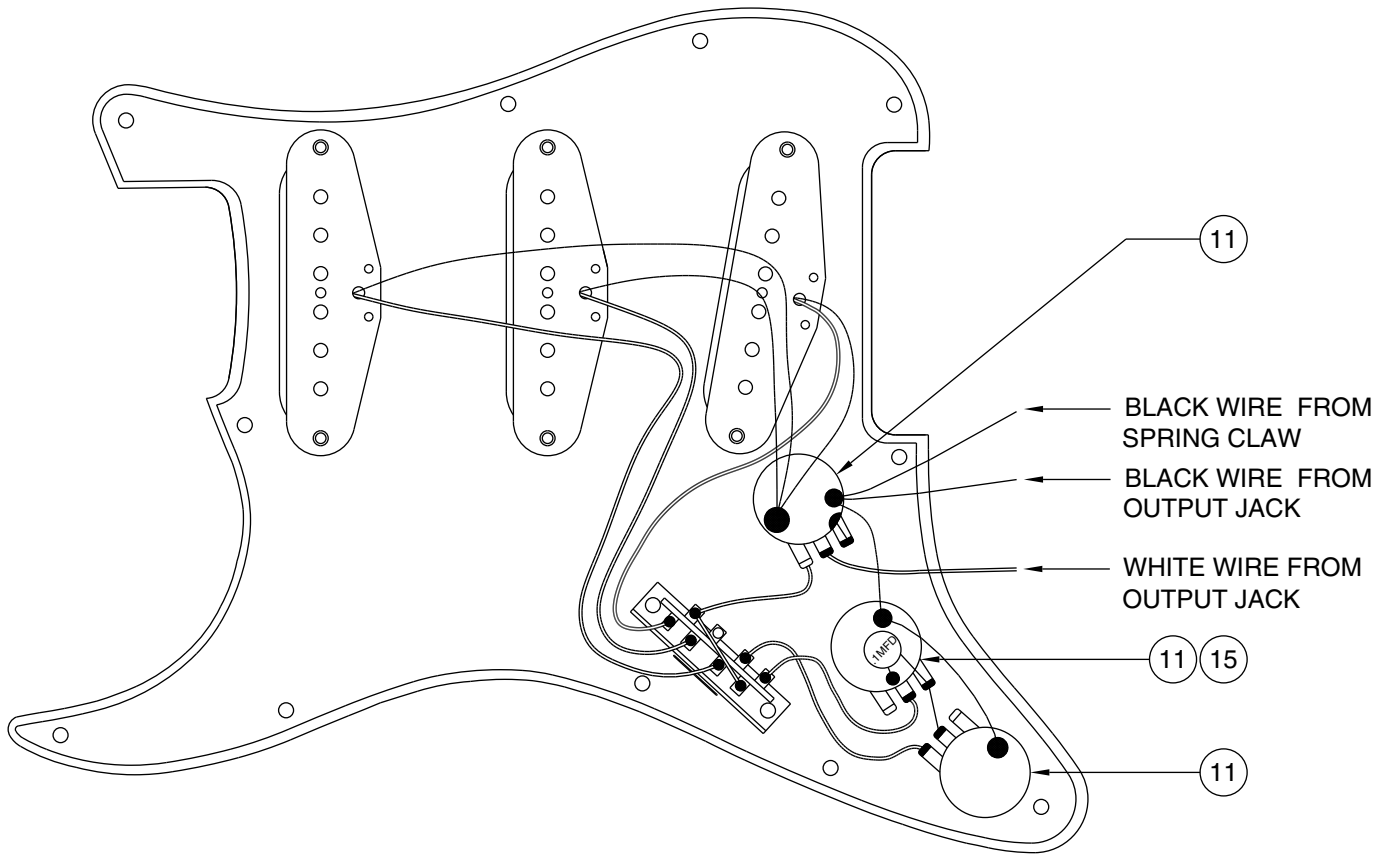 11
BLACK WIRE FROM
SPRING CLAW
BLACK WIRE FROM
OUTPUT JACK
WHITE WIRE FROM
OUTPUT JACK
.1MFD
11 15
11